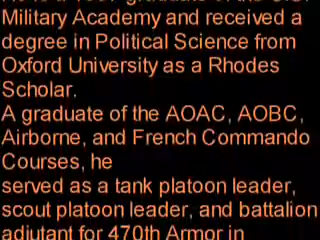 Military Academy and received a
degree in Political Science from
Oxford University as a Rhodes
Scholar.
A graduate of the AOAC, AOBC,
Airborne, and French Commando
Courses, he
served as a tank platoon leader,
scout platoon leader, and battalion
adjutant for 470th Armor in